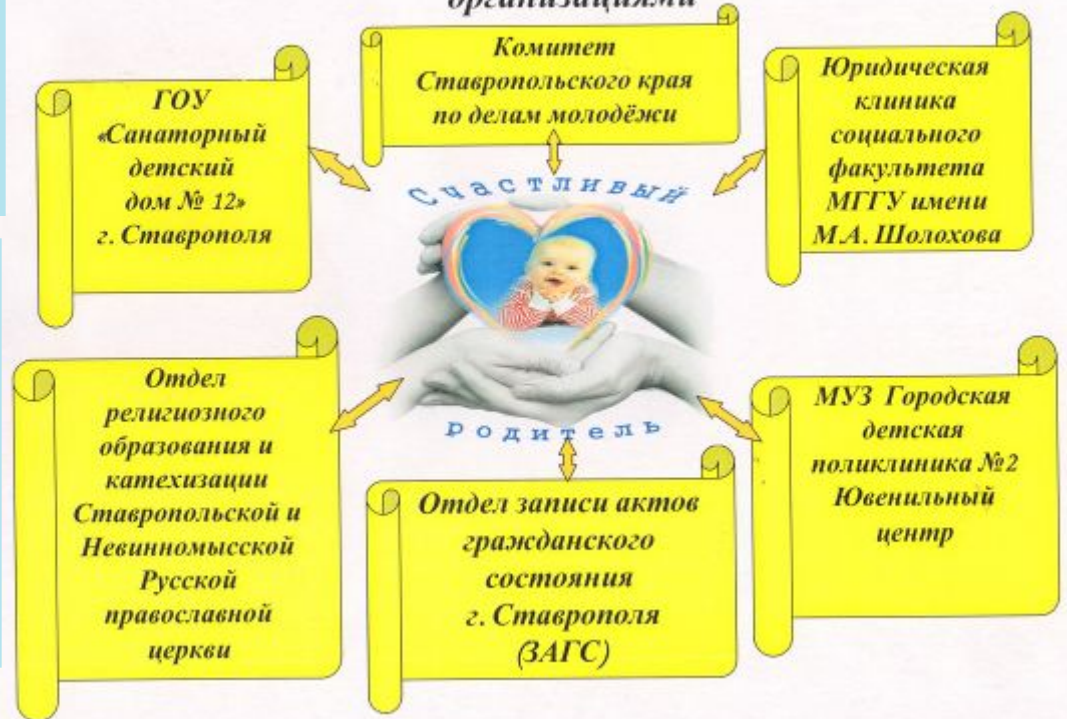 организациями
Комитет
Ставропольского края
по делам молодёжи
ГОУ
«Санаторный
детский
дом № 12»
г. Ставрополя
Юридическая
клиника
социального
факультета
МГГУ имени
М.А. Шолохова
Счастливый
родитель
Отдел
религиозного
образования и
катехизации
Ставропольской и
Невинномысской
Русской
православной
церкви
Отдел записи актов
гражданского
состояния
г. Ставрополя
(ЗАГС)
МУЗ Городская
детская
поликлиника №2
Ювенильный
центр